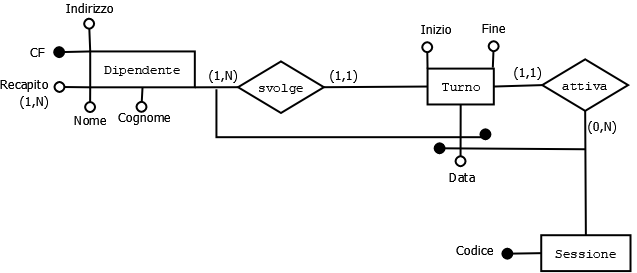 Indirizzo
Inizio
Fine
CF
Dipendente
(1,N)
(1,1)
(1,1)
Recapito
(1,N)
svolge
Turno
attiva
Nome
Cognome
(0,N)
Data
Codice
Sessione